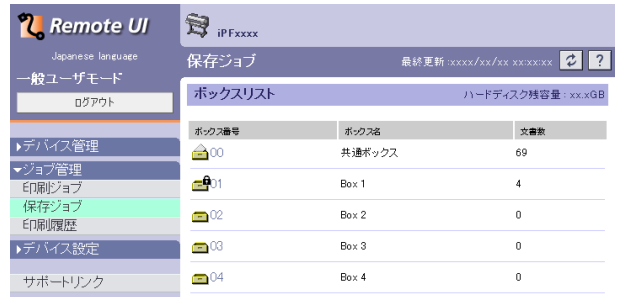 Remote UI
Japanese language
一般ユーザモード
ログアウト
▶デバイス管理
▼ジョブ管理
印刷ジョブ
保存ジョブ
印刷履歴
▶デバイス設定
サポートリンク
iPFxxxx
保存ジョブ
最終更新 :xxxx/xx/xx xx:xx:xx
?
ボックスリスト
ハードディスク残容量 : xx.xGB
ボックス番号 ボックス名 文書数
00 共通ボックス 69
01 Box 1 4
02 Box 2 0
03 Box 3 0
04 Box 4 0